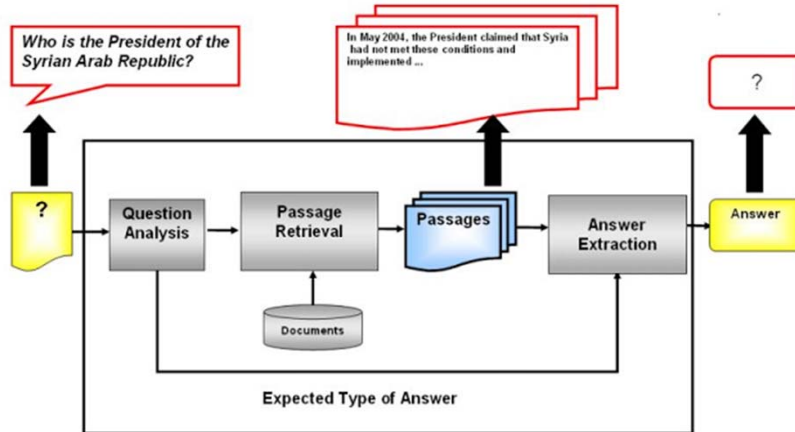 Who is the President of the
Syrian Arab Republic?
In May 2004, the President claimed that Syria
had not met these conditions and
implemented ...
?
?
Question
Analysis
Passage
Retrieval
Passages
Answer
Extraction
Answer
Documents
Expected Type of Answer